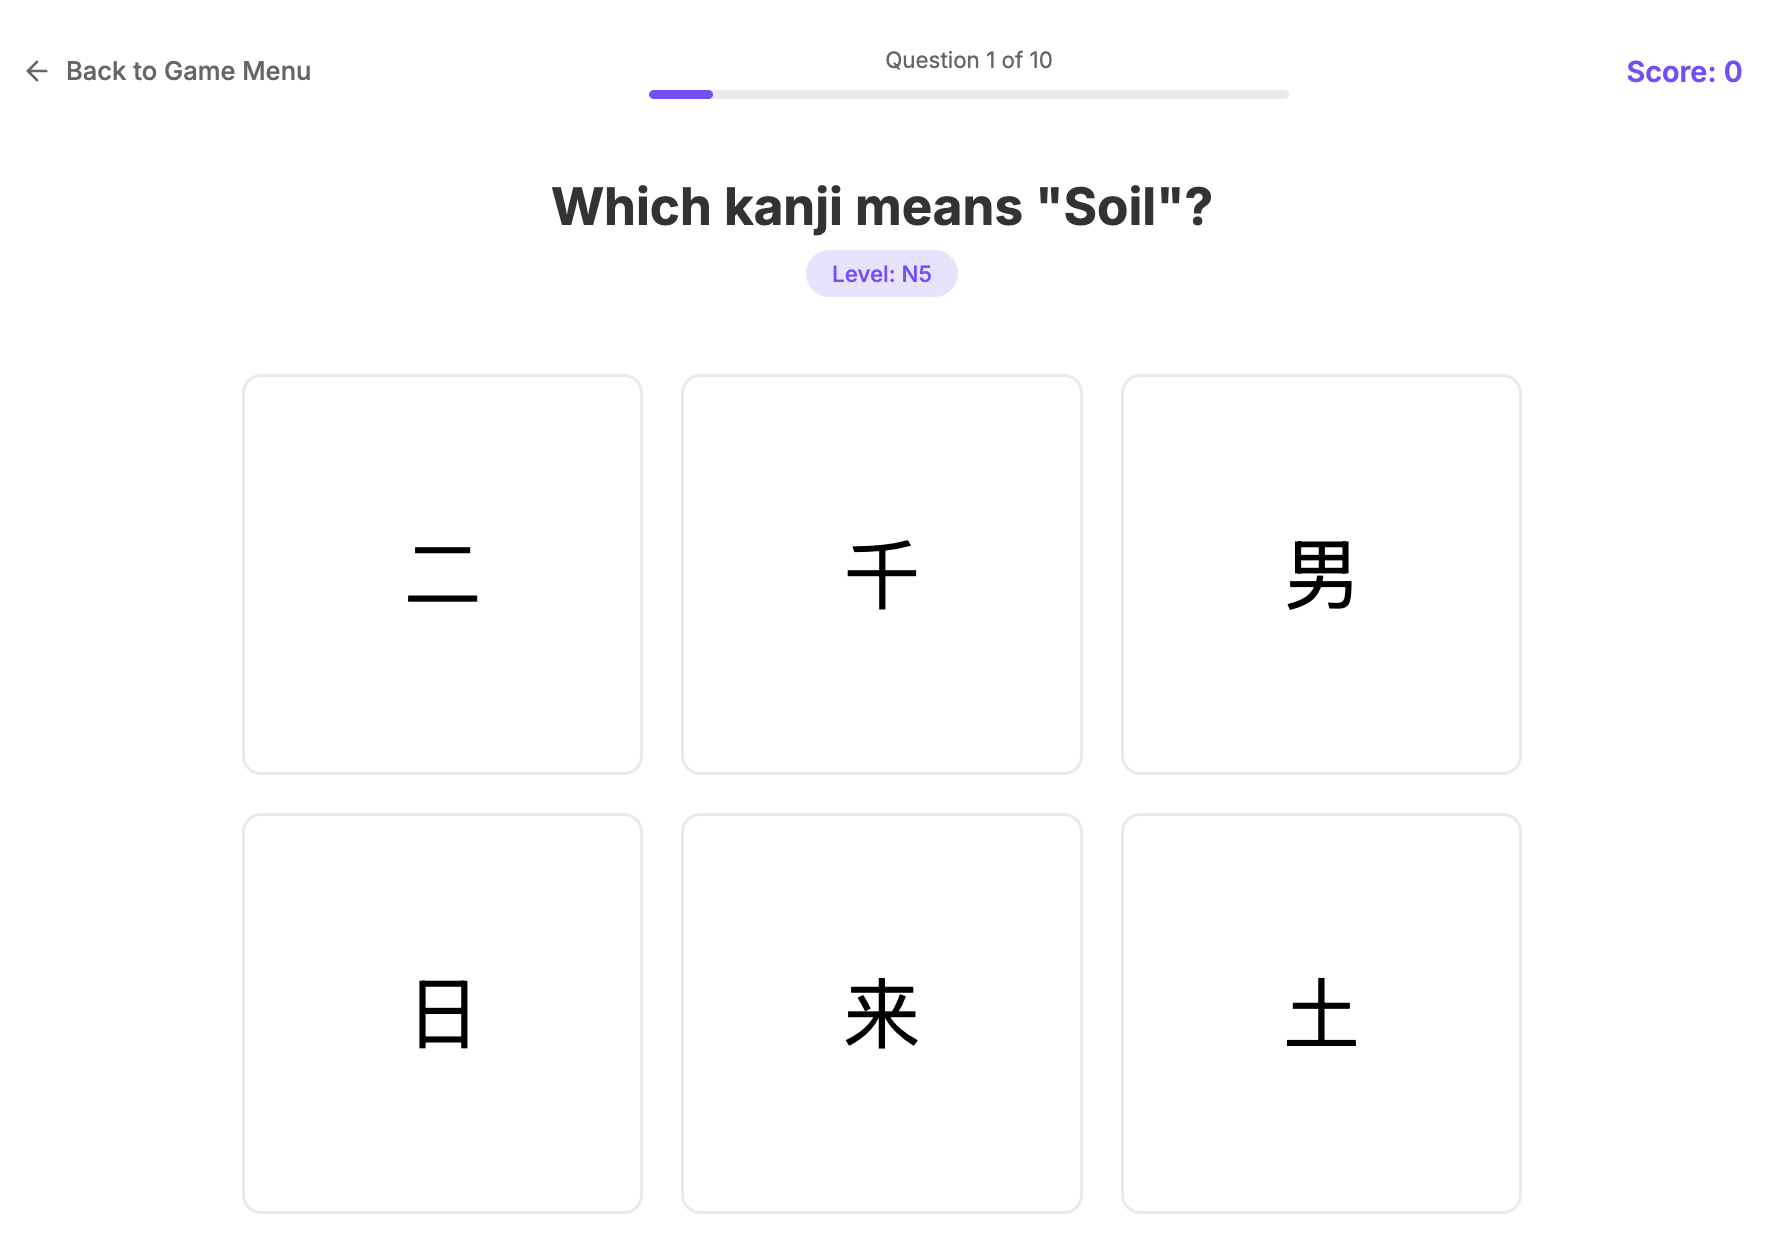 Back to Game Menu
Question 1 of 10
Score: 0
Which kanji means "Soil"?
Level: N5
二
千
男
日
来
土